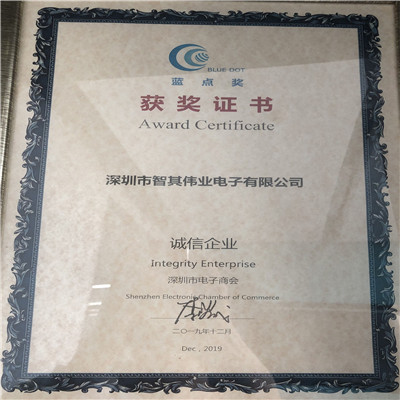 BLUE DOT
蓝点奖
获奖证书
Award Certificate
深圳市智其伟业电子有限公司
诚信企业
Integrity Enterprise
深圳市电子商会
Shenzhen Electronic Chamber of Commerce
二〇一九年十二月
Dec , 2019